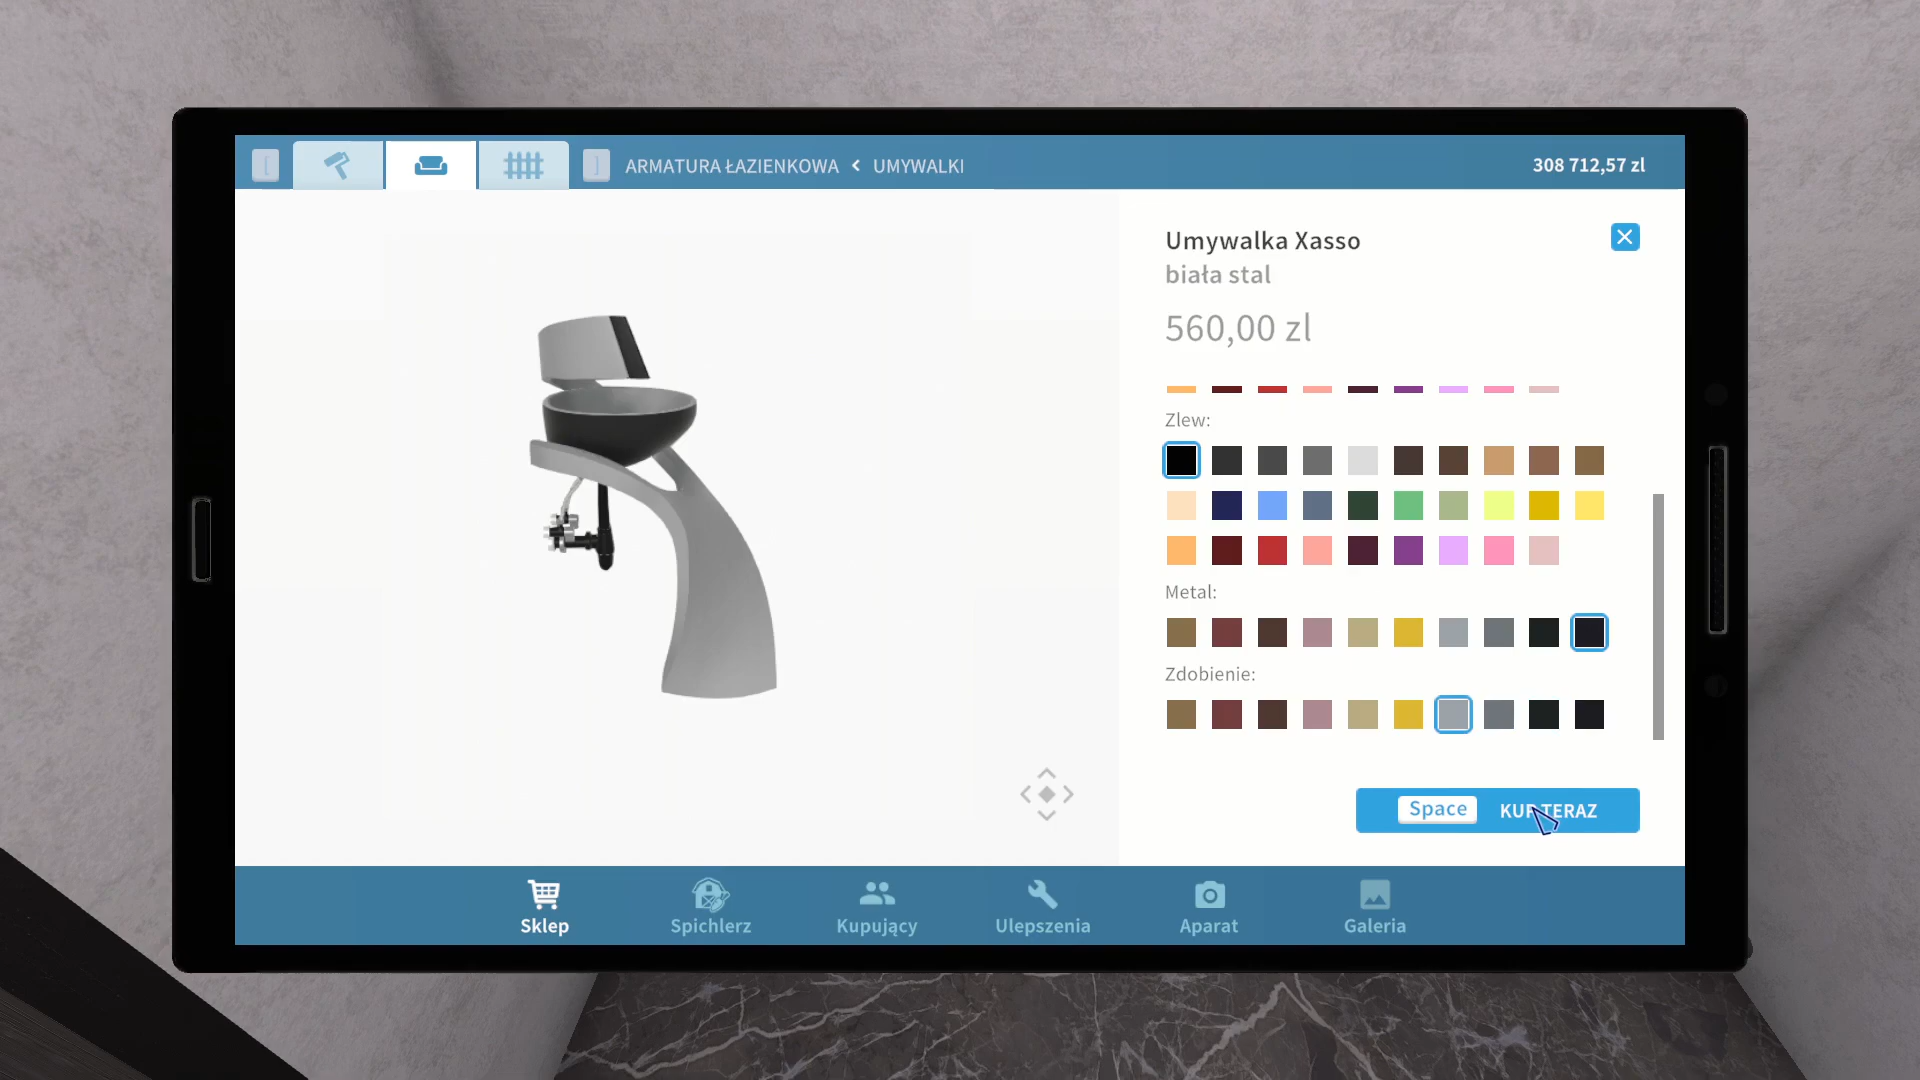 [
]
ARMATURA ŁAZIENKOWA < UMYWALKI
308 712,57 zl
Umywalka Xasso
biała stal
560,00 zl
Zlew:
Metal:
Zdobienie:
Space KUP TERAZ
Sklep
Spichlerz
Kupujący
Ulepszenia
Aparat
Galeria